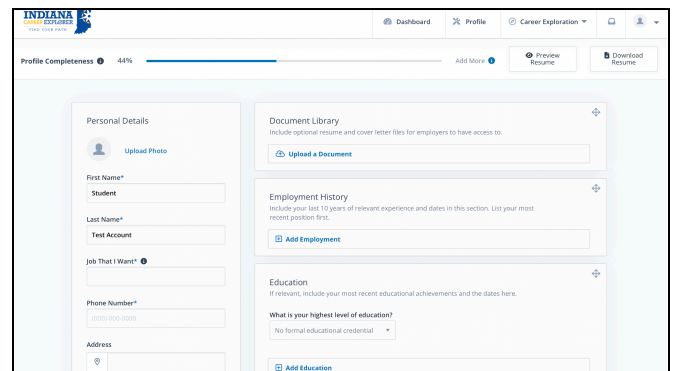 INDIANA
CAREER EXPLORER
FIND YOUR PATH
Dashboard
Profile
Career Exploration
Profile Completeness 44%
Add More
Preview Resume
Download Resume
Personal Details
Upload Photo
First Name*
Student
Last Name*
Test Account
Job That I Want*
Phone Number*
(000) 000-0000
Address
Document Library
Include optional resume and cover letter files for employers to have access to.
Upload a Document
Employment History
Include your last 10 years of relevant experience and dates in this section. List your most
recent position first.
Add Employment
Education
If relevant, include your most recent educational achievements and the dates here.
What is your highest level of education?
No formal educational credential
Add Education